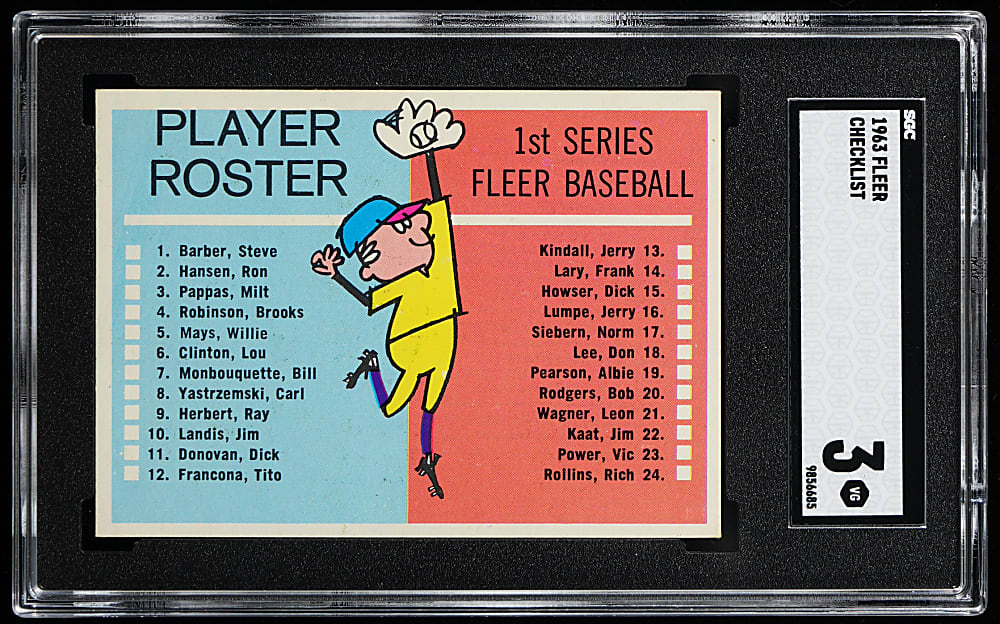 PLAYER
ROSTER
1st SERIES
FLEER BASEBALL
1. Barber, Steve
2. Hansen, Ron
3. Pappas, Milt
4. Robinson, Brooks
5. Mays, Willie
6. Clinton, Lou
7. Monbouquette, Bill
8. Yastrzemski, Carl
9. Herbert, Ray
10. Landis, Jim
11. Donovan, Dick
12. Francona, Tito
Kindall, Jerry 13.
Lary, Frank 14.
Howser, Dick 15.
Lumpe, Jerry 16.
Siebern, Norm 17.
Lee, Don 18.
Pearson, Albie 19.
Rodgers, Bob 20.
Wagner, Leon 21.
Kaat, Jim 22.
Power, Vic 23.
Rollins, Rich 24.
SGC
1963 FLEER
CHECKLIST
3
VG
9856685